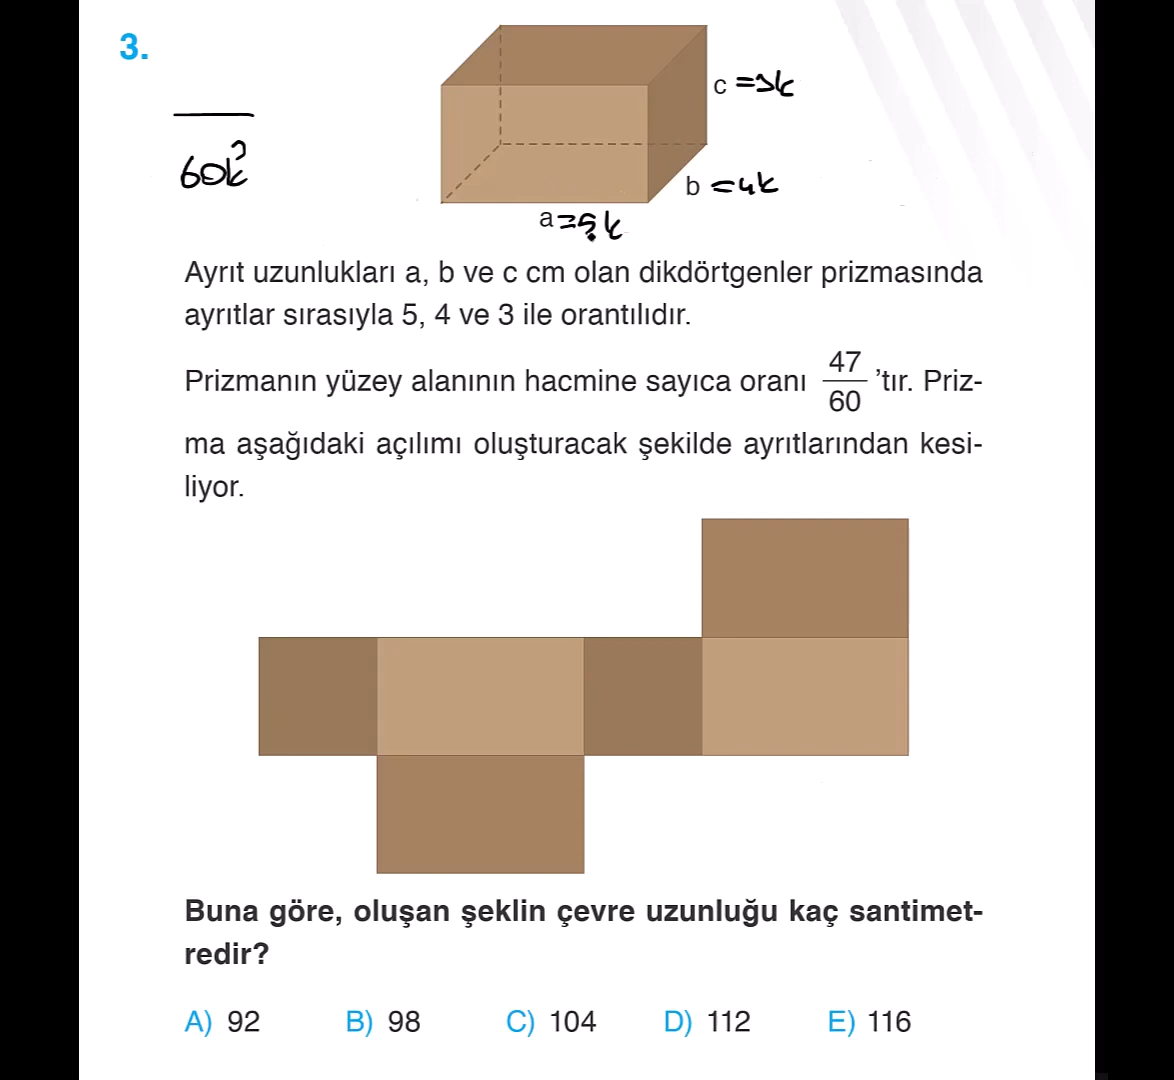 3.
c = 3k
60k³
b = 4k
a = 5k
Ayrıt uzunlukları a, b ve c cm olan dikdörtgenler prizmasında
ayrıtlar sırasıyla 5, 4 ve 3 ile orantılıdır.
Prizmanın yüzey alanının hacmine sayıca oranı 47/60 ’tır. Priz-
ma aşağıdaki açılımı oluşturacak şekilde ayrıtlarından kesi-
liyor.
Buna göre, oluşan şeklin çevre uzunluğu kaç santimet-
redir?
A) 92 B) 98 C) 104 D) 112 E) 116